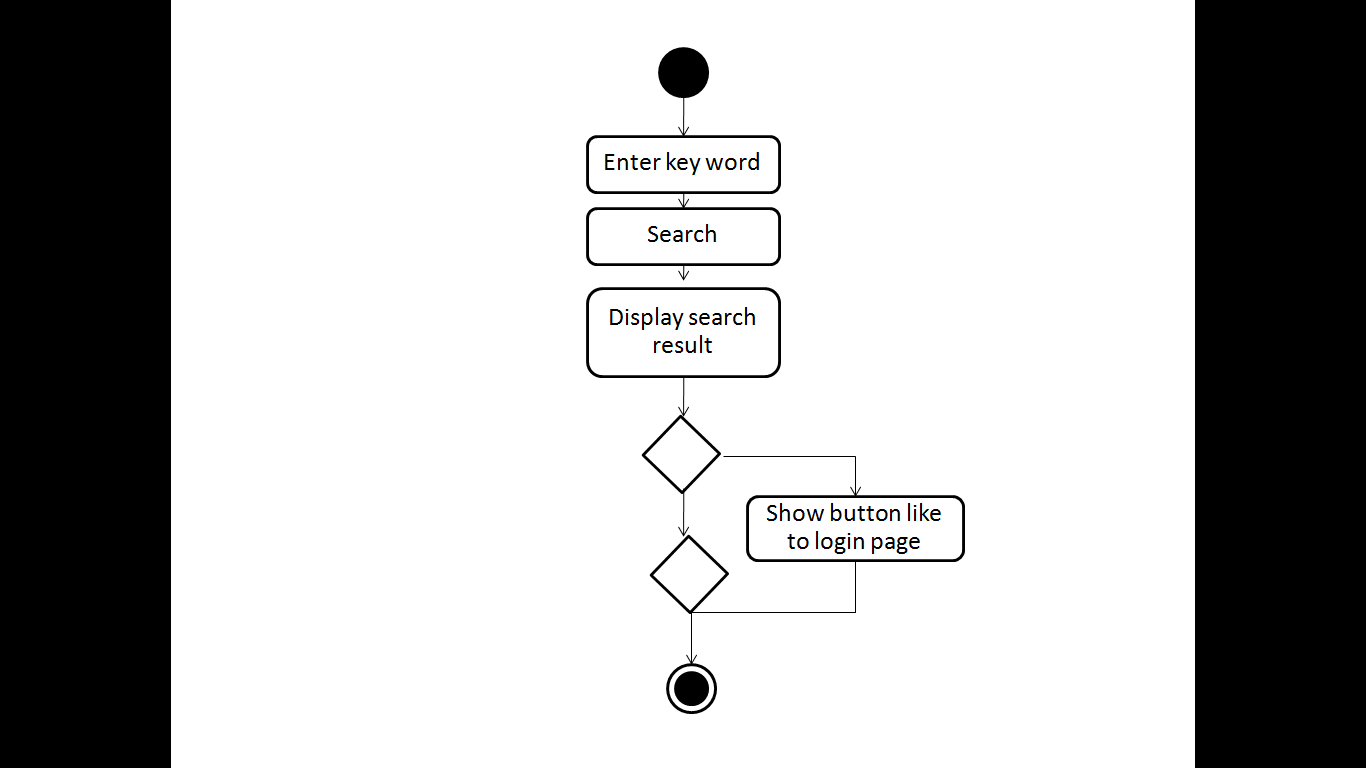 Enter key word
Search
Display search
result
Show button like
to login page